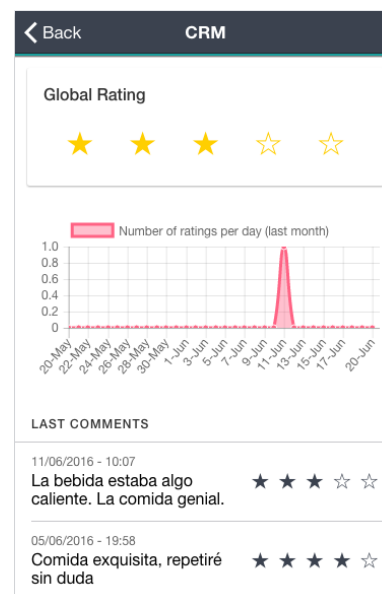 Back
CRM
Global Rating
Number of ratings per day (last month)
1.0
0.8
0.6
0.4
0.2
0
20-May
22-May
24-May
26-May
28-May
30-May
1-Jun
3-Jun
5-Jun
7-Jun
9-Jun
11-Jun
13-Jun
15-Jun
17-Jun
20-Jun
LAST COMMENTS
11/06/2016 - 10:07
La bebida estaba algo
caliente. La comida genial.
05/06/2016 - 19:58
Comida exquisita, repetiré
sin duda